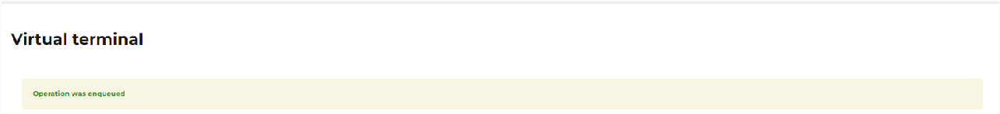 Virtual terminal
Operation was enqueued